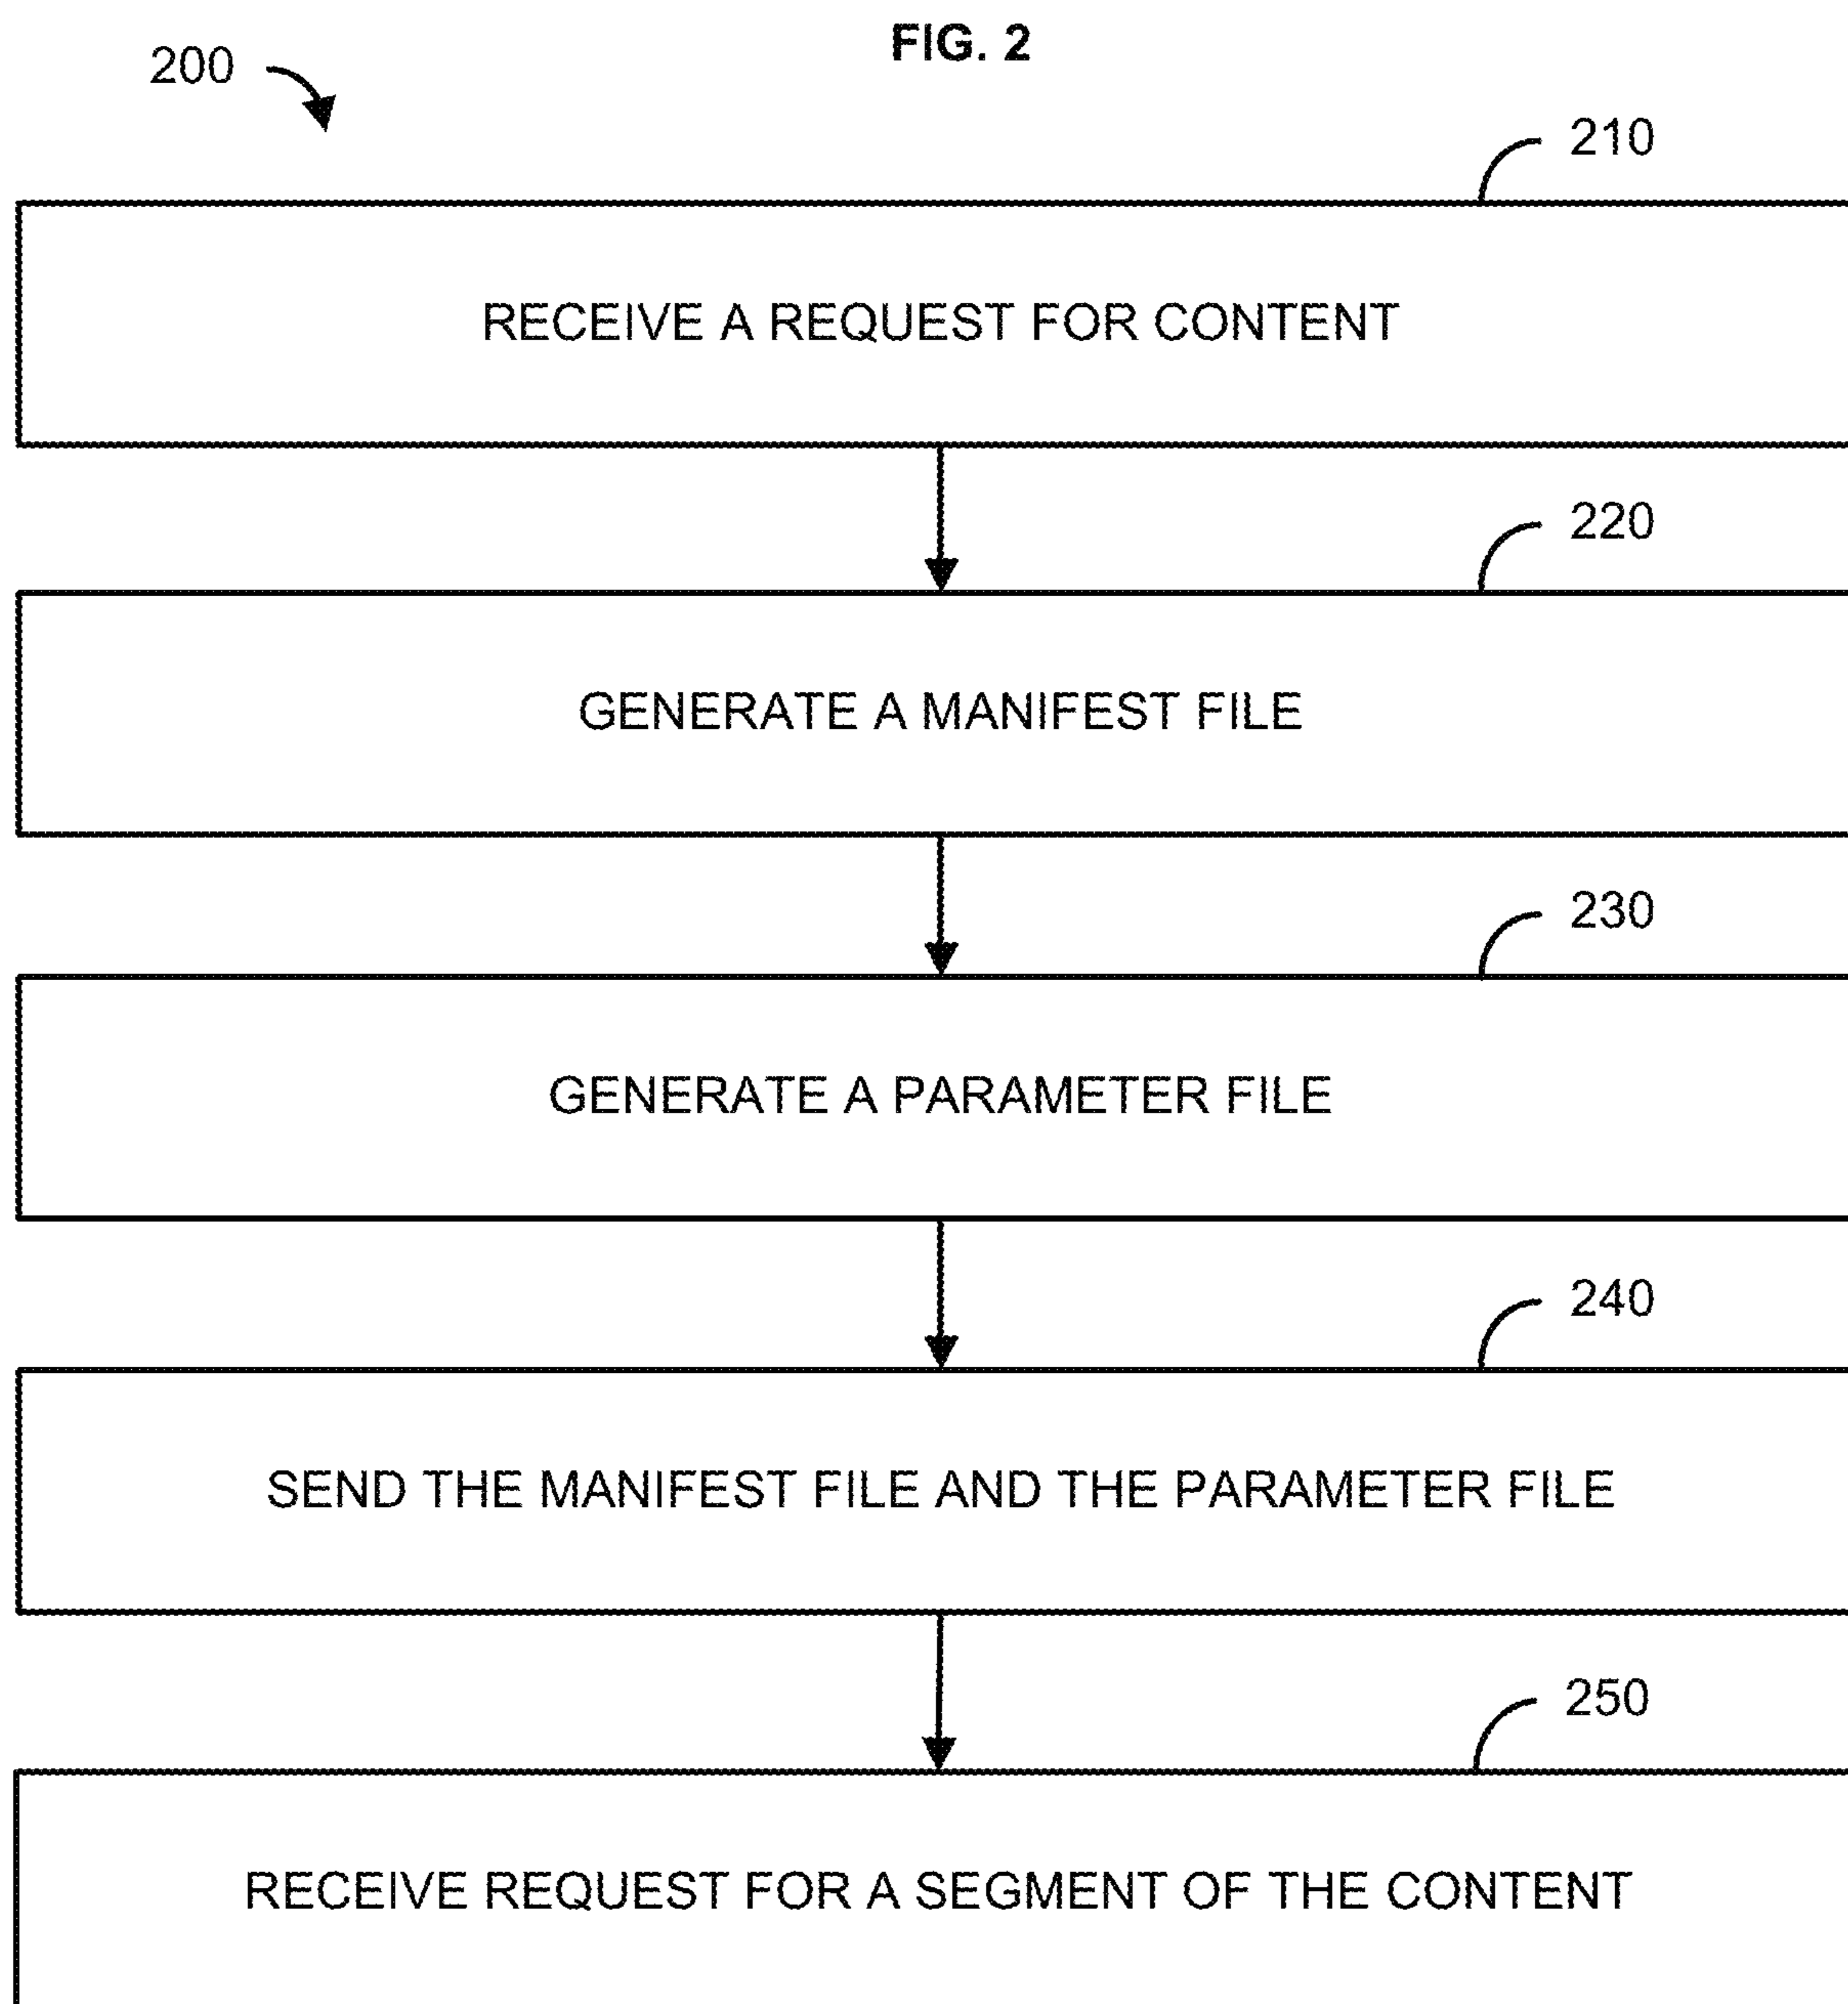 FIG. 2
200
210
RECEIVE A REQUEST FOR CONTENT
220
GENERATE A MANIFEST FILE
230
GENERATE A PARAMETER FILE
240
SEND THE MANIFEST FILE AND THE PARAMETER FILE
250
RECEIVE REQUEST FOR A SEGMENT OF THE CONTENT